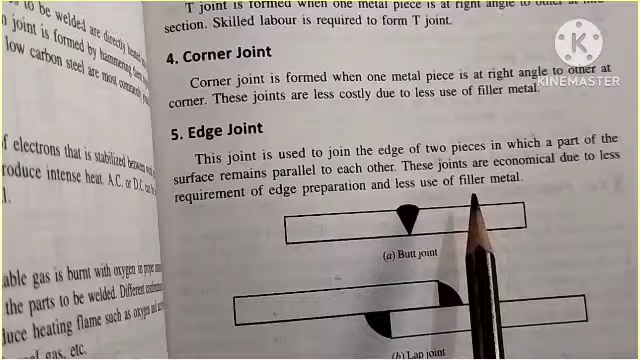 to be welded are directly heated
joint is formed by hammering them
low carbon steel are most commonly
of electrons that is stabilized between
roduce intense heat. A.C. or D.C.
l.
able gas is burnt with oxygen in proper
the parts to be welded. Different
duce heating flame such as oxygen and
gas, etc.
T joint is formed when one metal piece is at right angle to other at
section. Skilled labour is required to form T joint.
4. Corner Joint
Corner joint is formed when one metal piece is at right angle to other at
corner. These joints are less costly due to less use of filler metal.
5. Edge Joint
This joint is used to join the edge of two pieces in which a part of the
surface remains parallel to each other. These joints are economical due to less
requirement of edge preparation and less use of filler metal.
(a) Butt joint
(b) Lap joint
K
KINEMASTER